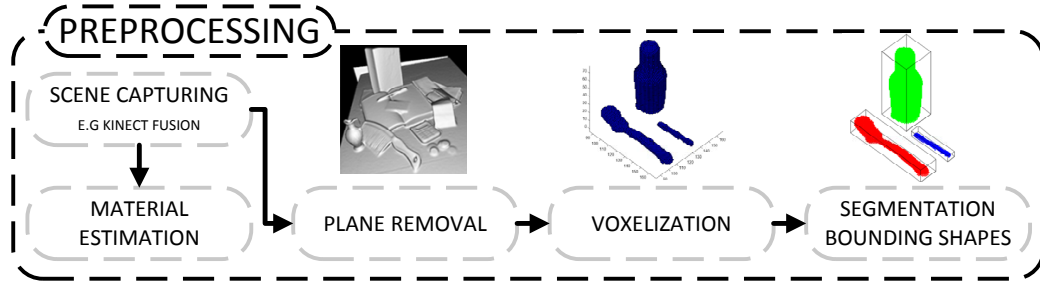 PREPROCESSING
SCENE CAPTURING
E.G KINECT FUSION
MATERIAL
ESTIMATION
PLANE REMOVAL
VOXELIZATION
SEGMENTATION
BOUNDING SHAPES